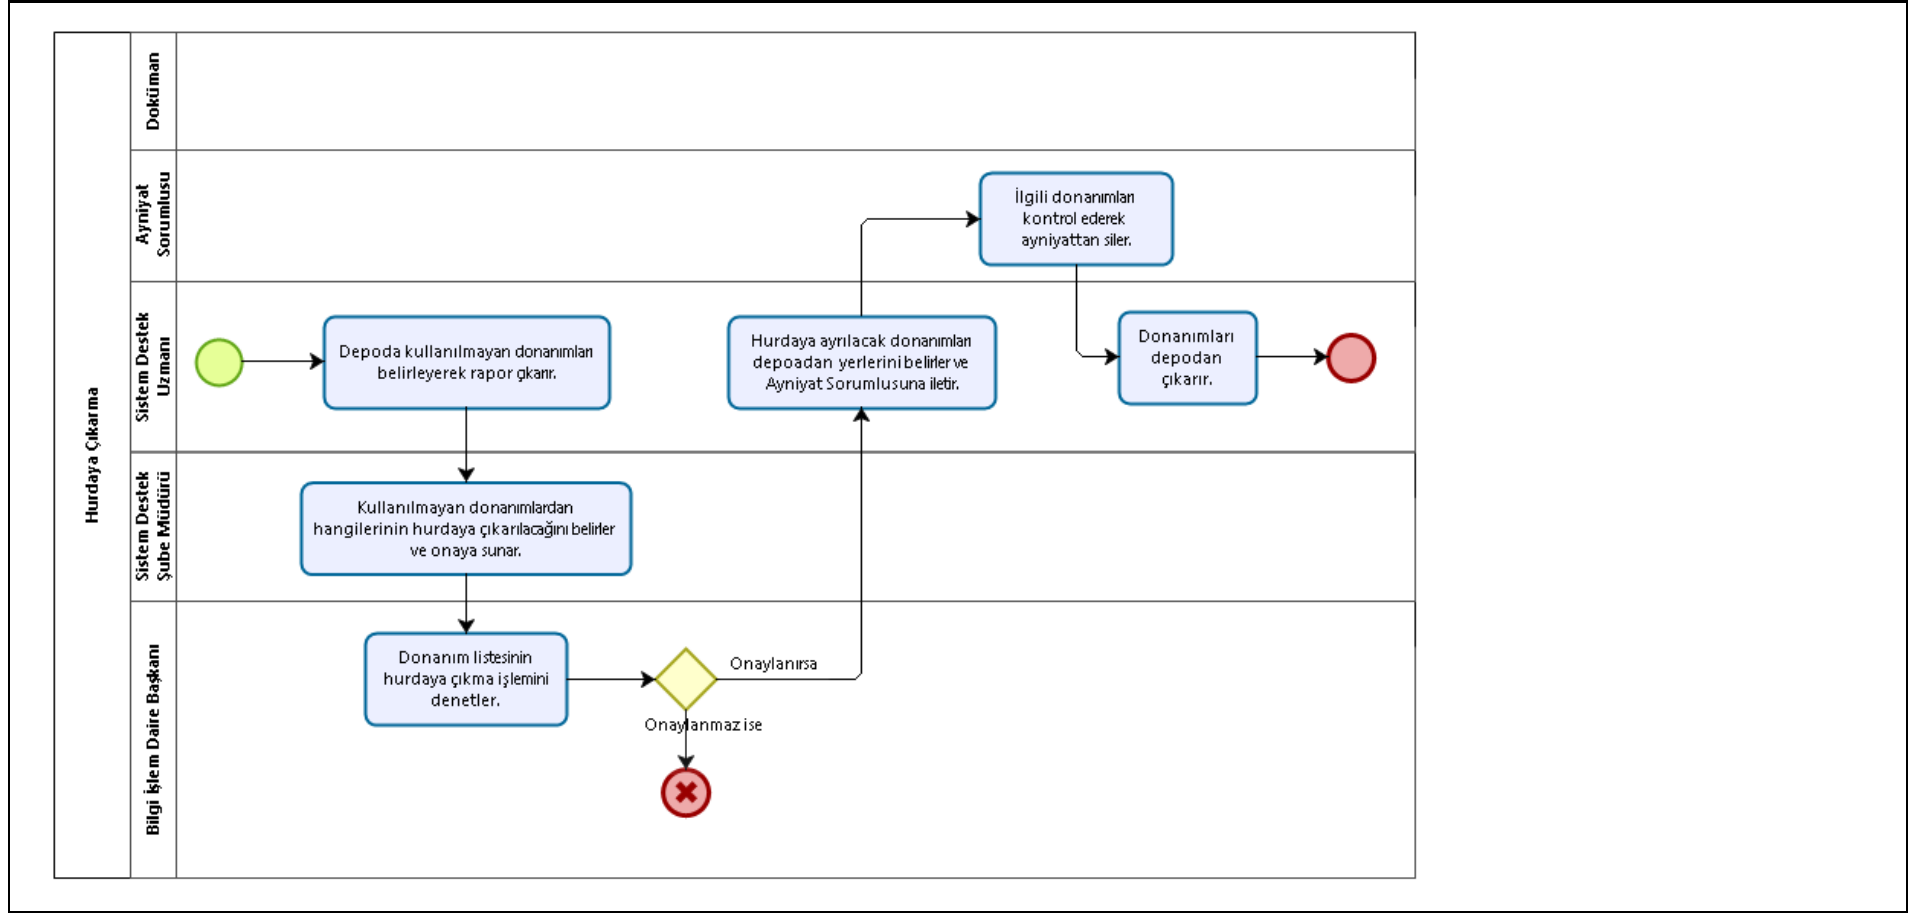 Hurdaya Çıkarma
Doküman
Ayniyat
Sorumlusu
İlgili donanımları
kontrol ederek
ayniyattan siler.
Sistem Destek
Uzmanı
Depoda kullanılmayan donanımları
belirleyerek rapor çıkarır.
Hurdaya ayrılacak donanımları
depoadan yerlerini belirler ve
Ayniyat Sorumlusuna iletir.
Donanımları
depodan
çıkarır.
Sistem Destek
Şube Müdürü
Kullanılmayan donanımlardan
hangilerinin hurdaya çıkarılacağını belirler
ve onaya sunar.
Bilgi İşlem Daire Başkanı
Donanım listesinin
hurdaya çıkma işlemini
denetler.
Onaylanırsa
Onaylanmaz ise